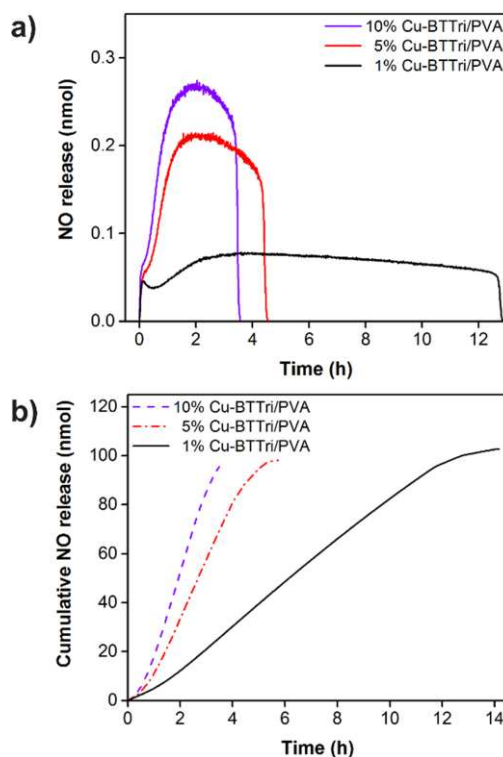 a)
10% Cu-BTTri/PVA
5% Cu-BTTri/PVA
1% Cu-BTTri/PVA
0.3
0.2
0.1
0.0
NO release (nmol)
0 2 4 6 8 10 12
Time (h)
b)
10% Cu-BTTri/PVA
5% Cu-BTTri/PVA
1% Cu-BTTri/PVA
120
100
80
60
40
20
0
Cumulative NO release (nmol)
0 2 4 6 8 10 12 14
Time (h)